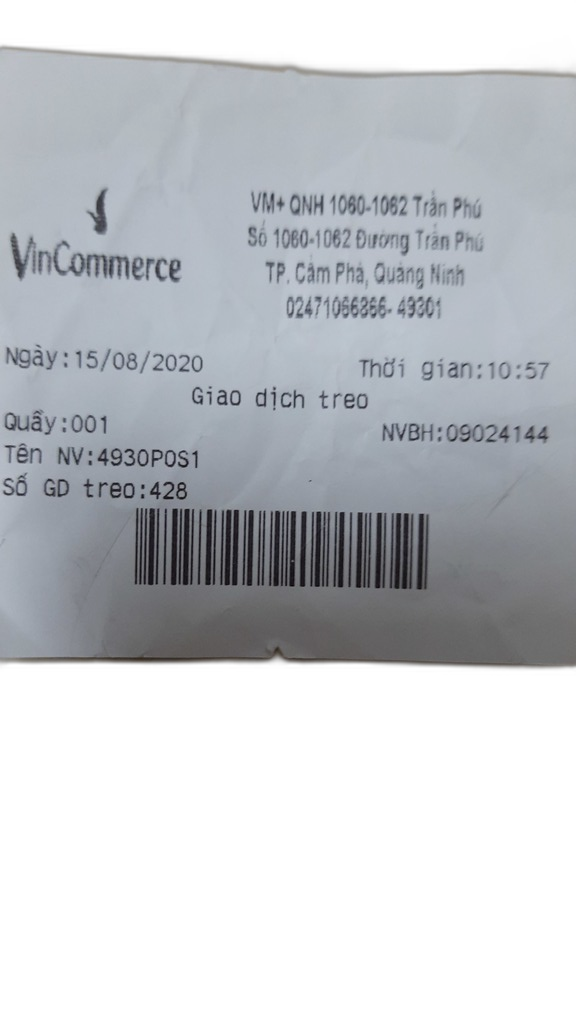 VinCommerce
VM+ QNH 1060-1062 Trần Phú
Số 1060-1062 Đường Trần Phú
TP. Cẩm Phả, Quảng Ninh
02471066866- 49301
Ngày:15/08/2020 Thời gian:10:57
Giao dịch treo
Quầy:001 NVBH:09024144
Tên NV:4930POS1
Số GD treo:428